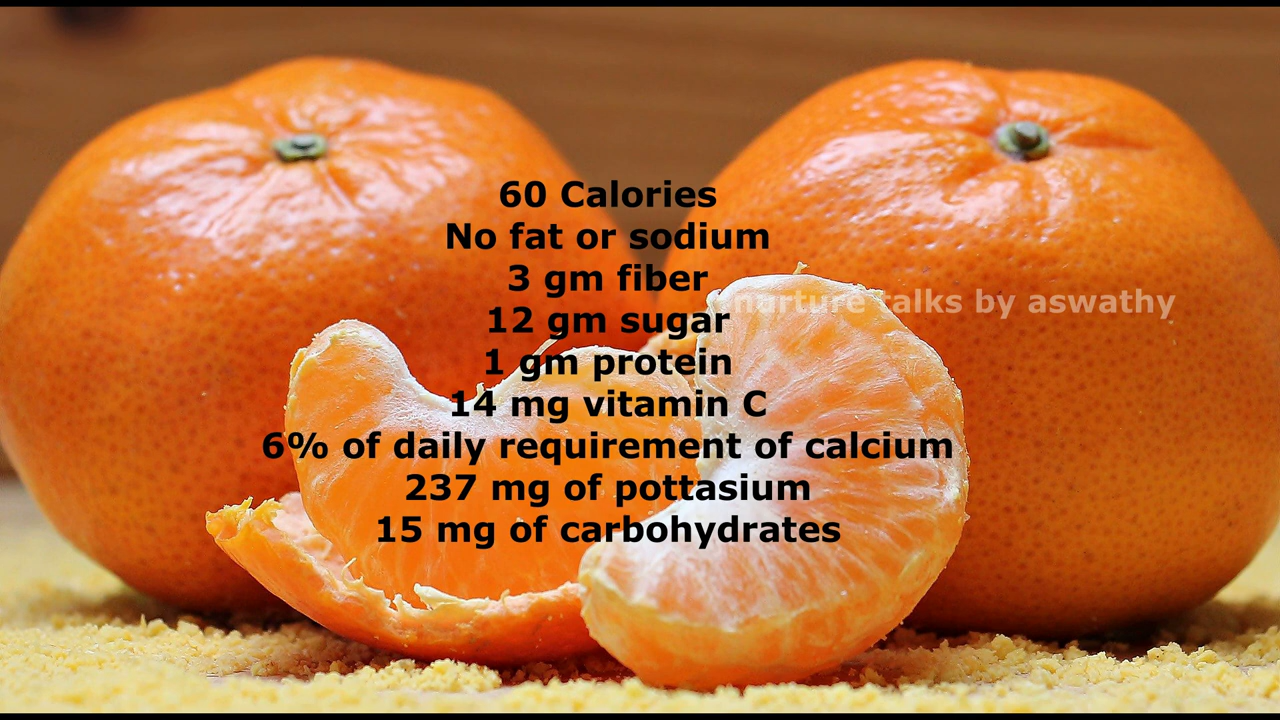 60 Calories
No fat or sodium
3 gm fiber
12 gm sugar
nurture talks by aswathy
1 gm protein
14 mg vitamin C
6% of daily requirement of calcium
237 mg of pottasium
15 mg of carbohydrates